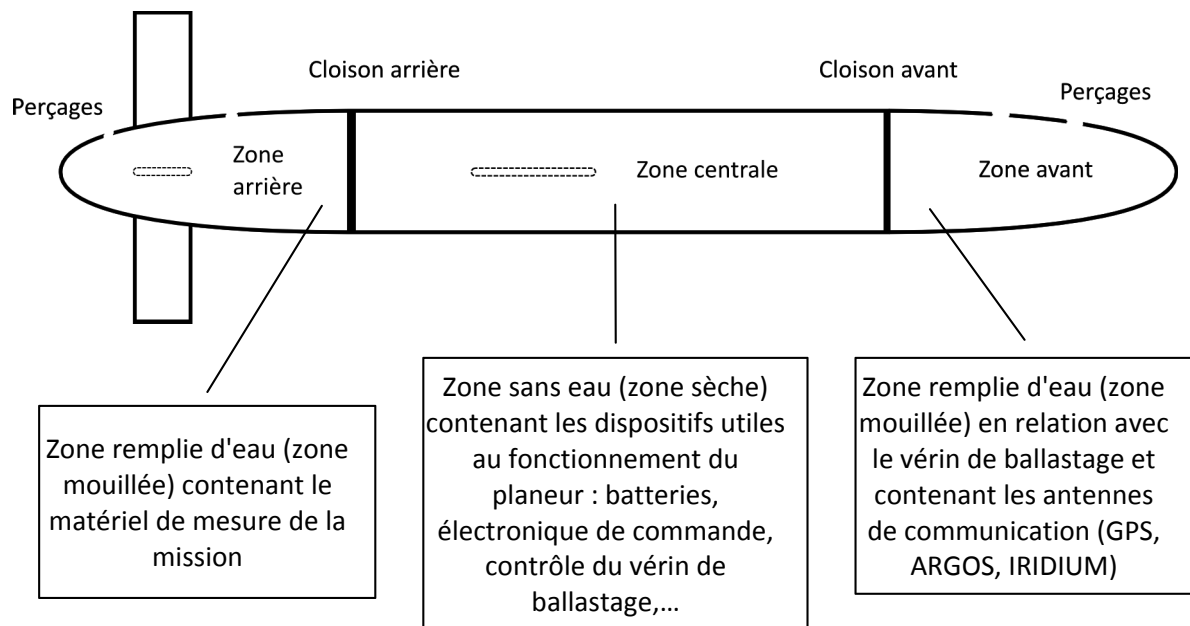 Cloison arrière
Cloison avant
Perçages
Perçages
Zone
arrière
Zone centrale
Zone avant
Zone remplie d'eau (zone
mouillée) contenant le
matériel de mesure de la
mission
Zone sans eau (zone sèche)
contenant les dispositifs utiles
au fonctionnement du
planeur : batteries,
électronique de commande,
contrôle du vérin de
ballastage,...
Zone remplie d'eau (zone
mouillée) en relation avec
le vérin de ballastage et
contenant les antennes
de communication (GPS,
ARGOS, IRIDIUM)